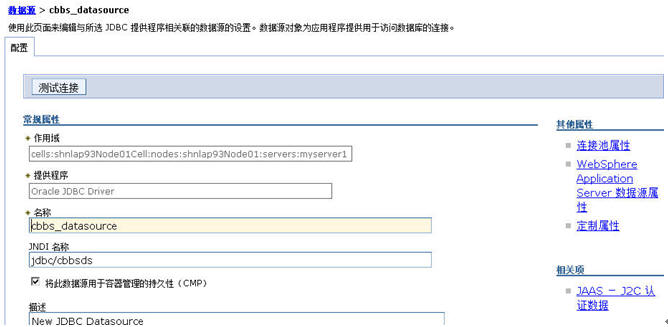 数据源 > cbbs_datasource
使用此页面来编辑与所选 JDBC 提供程序相关联的数据源的设置。数据源对象为应用程序提供用于访问数据库的连接。
配置
测试连接
常规属性
作用域
cells:shnlap93Node01Cell:nodes:shnlap93Node01:servers:myserver1
提供程序
Oracle JDBC Driver
名称
cbbs_datasource
JNDI 名称
jdbc/cbbsds
将此数据源用于容器管理的持久性（CMP）
描述
New JDBC Datasource
其他属性
连接池属性
WebSphere
Application
Server 数据源属
性
定制属性
相关项
JAAS － J2C 认
证数据